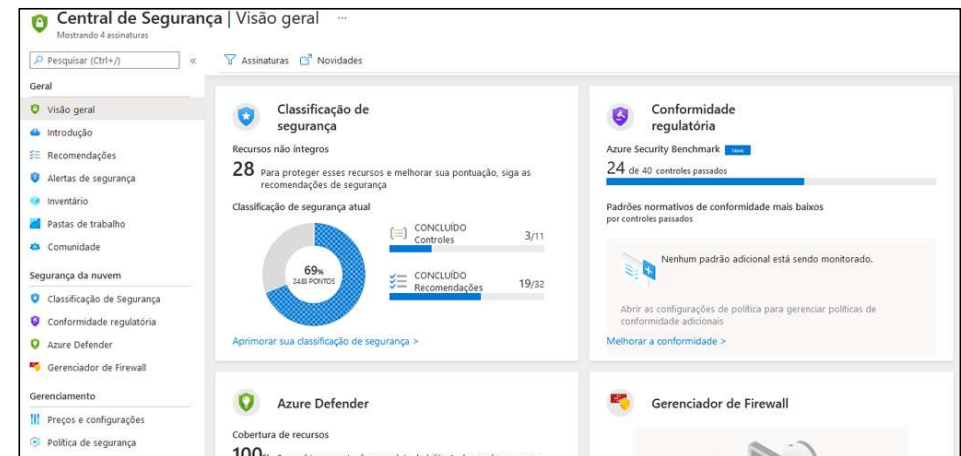 Central de Segurança | Visão geral ...
Mostrando 4 assinaturas
Pesquisar (Ctrl+/) «
Assinaturas Novidades
Geral
Visão geral
Introdução
Recomendações
Alertas de segurança
Inventário
Pastas de trabalho
Comunidade
Segurança da nuvem
Classificação de Segurança
Conformidade regulatória
Azure Defender
Gerenciador de Firewall
Gerenciamento
Preços e configurações
Política de segurança
Classificação de
segurança
Recursos não íntegros
28 Para proteger esses recursos e melhorar sua pontuação, siga as
recomendações de segurança
Classificação de segurança atual
69%
PONTOS
CONCLUÍDO
Controles 3/11
CONCLUÍDO
Recomendações 19/32
Aprimorar sua classificação de segurança >
Conformidade
regulatória
Azure Security Benchmark
24 de 40 controles passados
Padrões normativos de conformidade mais baixos
por controles passados
Nenhum padrão adicional está sendo monitorado.
Abrir as configurações de política para gerenciar políticas de
conformidade adicionais
Melhorar a conformidade >
Azure Defender
Cobertura de recursos
100%
Gerenciador de Firewall